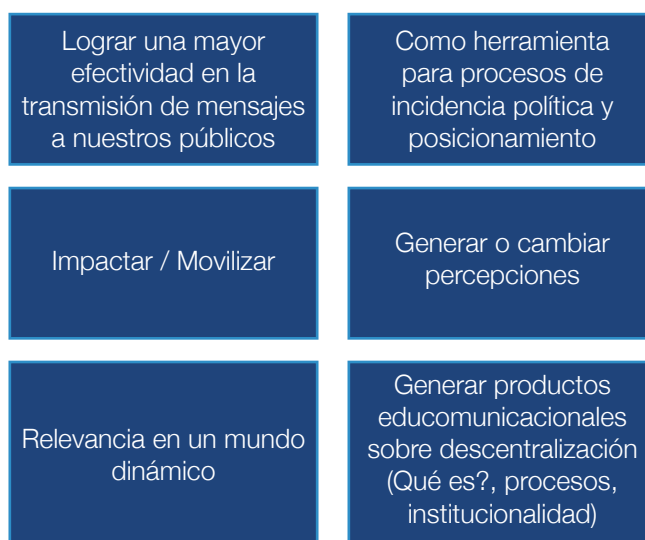 Lograr una mayor
efectividad en la
transmisión de mensajes
a nuestros públicos
Como herramienta
para procesos de
incidencia política y
posicionamiento
Impactar / Movilizar
Generar o cambiar
percepciones
Relevancia en un mundo
dinámico
Generar productos
educomunicacionales
sobre descentralización
(Qué es?, procesos,
institucionalidad)